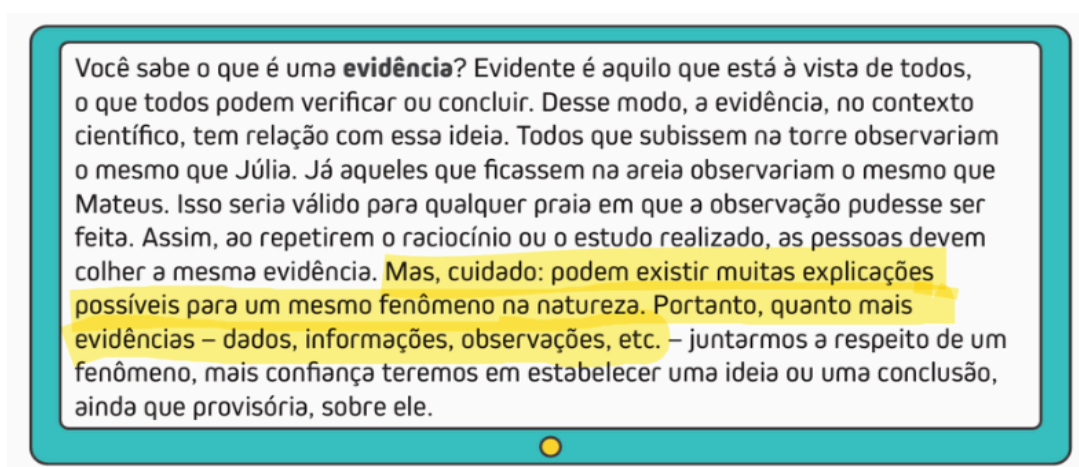 Você sabe o que é uma evidência? Evidente é aquilo que está à vista de todos,
o que todos podem verificar ou concluir. Desse modo, a evidência, no contexto
científico, tem relação com essa ideia. Todos que subissem na torre observariam
o mesmo que Júlia. Já aqueles que ficassem na areia observariam o mesmo que
Mateus. Isso seria válido para qualquer praia em que a observação pudesse ser
feita. Assim, ao repetirem o raciocínio ou o estudo realizado, as pessoas devem
colher a mesma evidência. Mas, cuidado: podem existir muitas explicações
possíveis para um mesmo fenômeno na natureza. Portanto, quanto mais
evidências – dados, informações, observações, etc. – juntarmos a respeito de um
fenômeno, mais confiança teremos em estabelecer uma ideia ou uma conclusão,
ainda que provisória, sobre ele.